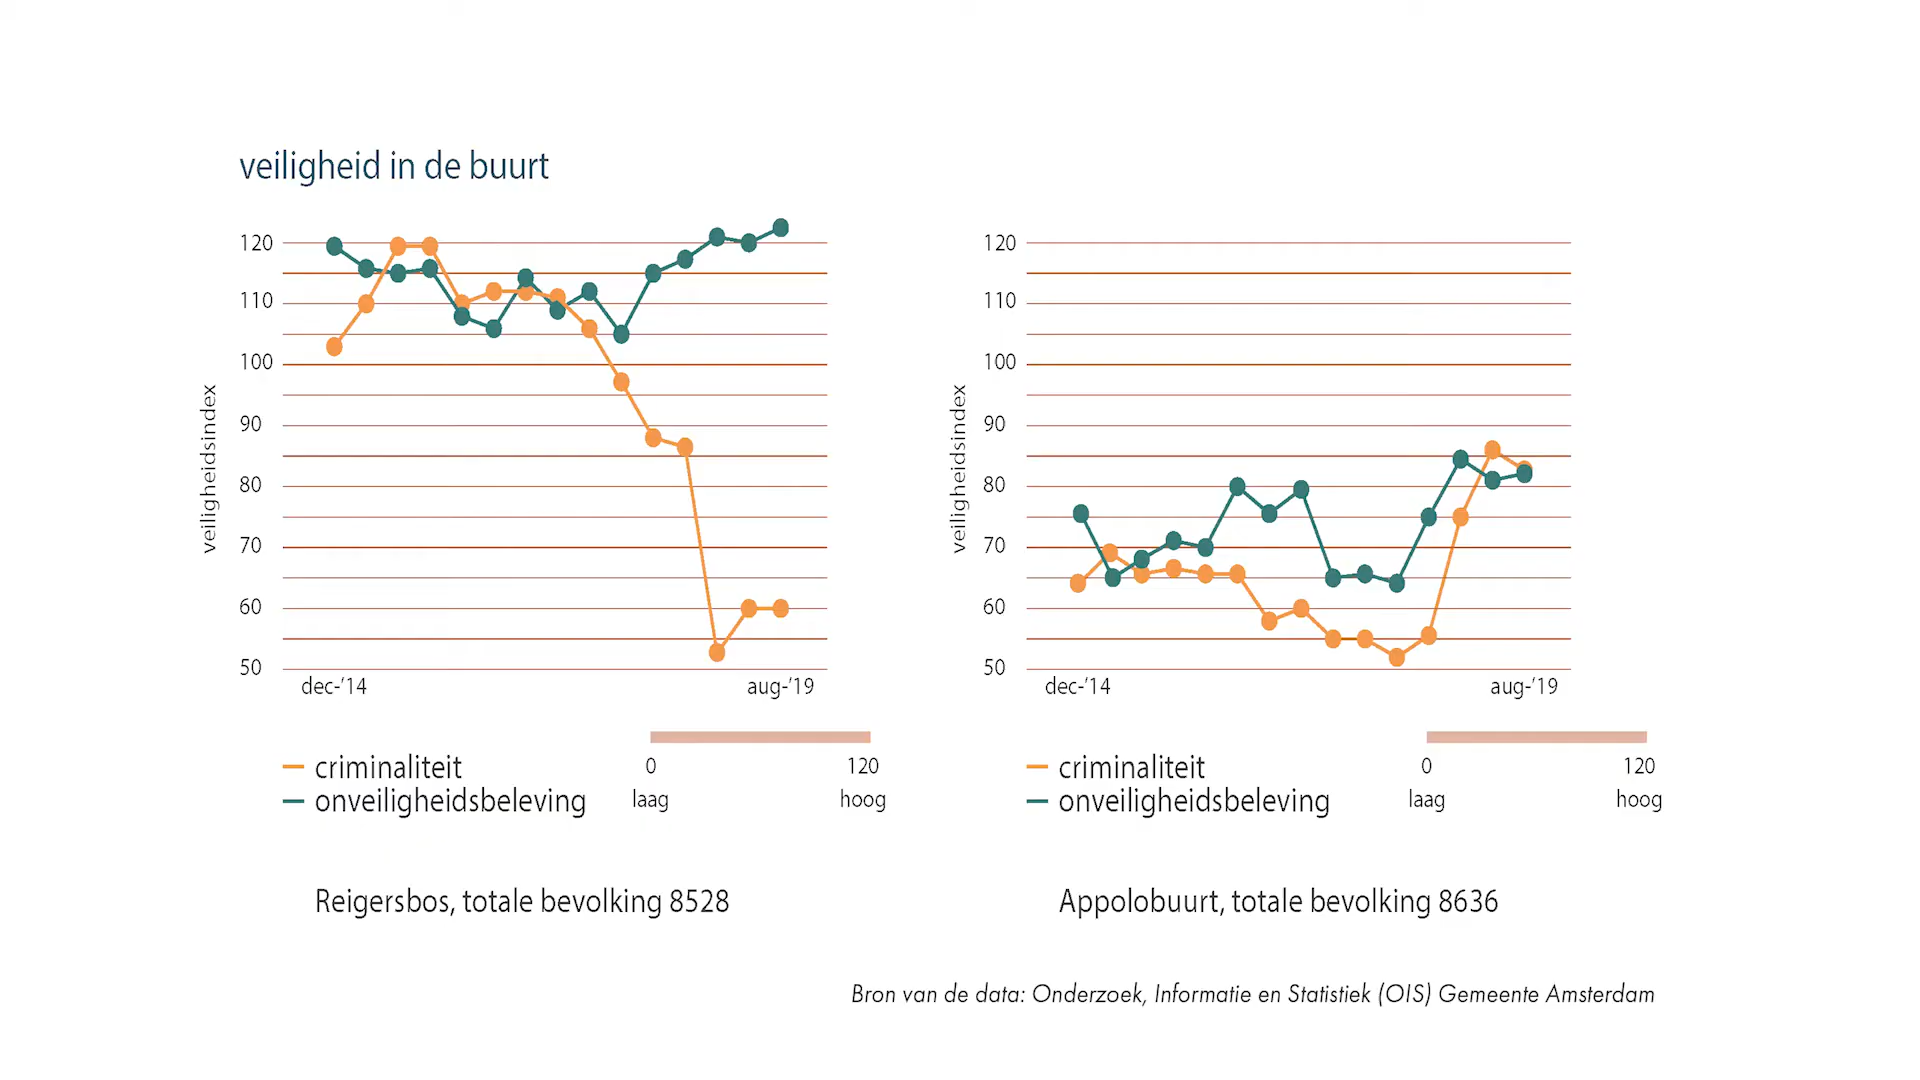 veiligheid in de buurt
veiligheidsindex
120
110
100
90
80
70
60
50
dec-'14
aug-'19
criminaliteit
onveiligheidsbeleving
0
120
laag
hoog
Reigersbos, totale bevolking 8528
veiligheidsindex
120
110
100
90
80
70
60
50
dec-'14
aug-'19
criminaliteit
onveiligheidsbeleving
0
120
laag
hoog
Appolobuurt, totale bevolking 8636
Bron van de data: Onderzoek, Informatie en Statistiek (OIS) Gemeente Amsterdam